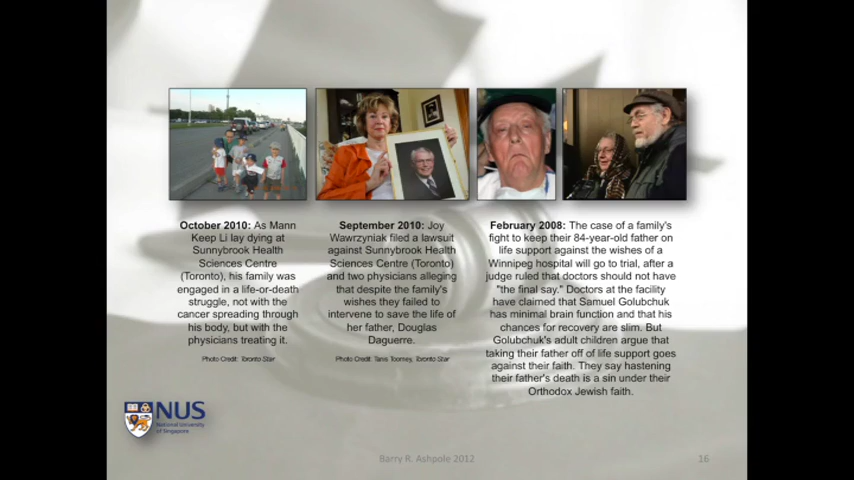 October 2010: As Mann
Keep Li lay dying at
Sunnybrook Health
Sciences Centre
(Toronto), his family was
engaged in a life-or-death
struggle, not with the
cancer spreading through
his body, but with the
physicians treating it.
Photo Credit: Toronto Star
September 2010: Joy
Wawrzyniak filed a lawsuit
against Sunnybrook Health
Sciences Centre (Toronto)
and two physicians alleging
that despite the family's
wishes they failed to
intervene to save the life of
her father, Douglas
Daguerre.
Photo Credit: Tanis Toomey, Toronto Star
February 2008: The case of a family's
fight to keep their 84-year-old father on
life support against the wishes of a
Winnipeg hospital will go to trial, after a
judge ruled that doctors should not have
"the final say." Doctors at the facility
have claimed that Samuel Golubchuk
has minimal brain function and that his
chances for recovery are slim. But
Golubchuk's adult children argue that
taking their father off of life support goes
against their faith. They say hastening
their father's death is a sin under their
Orthodox Jewish faith.
NUS
National University
of Singapore
Barry R. Ashpole 2012
16